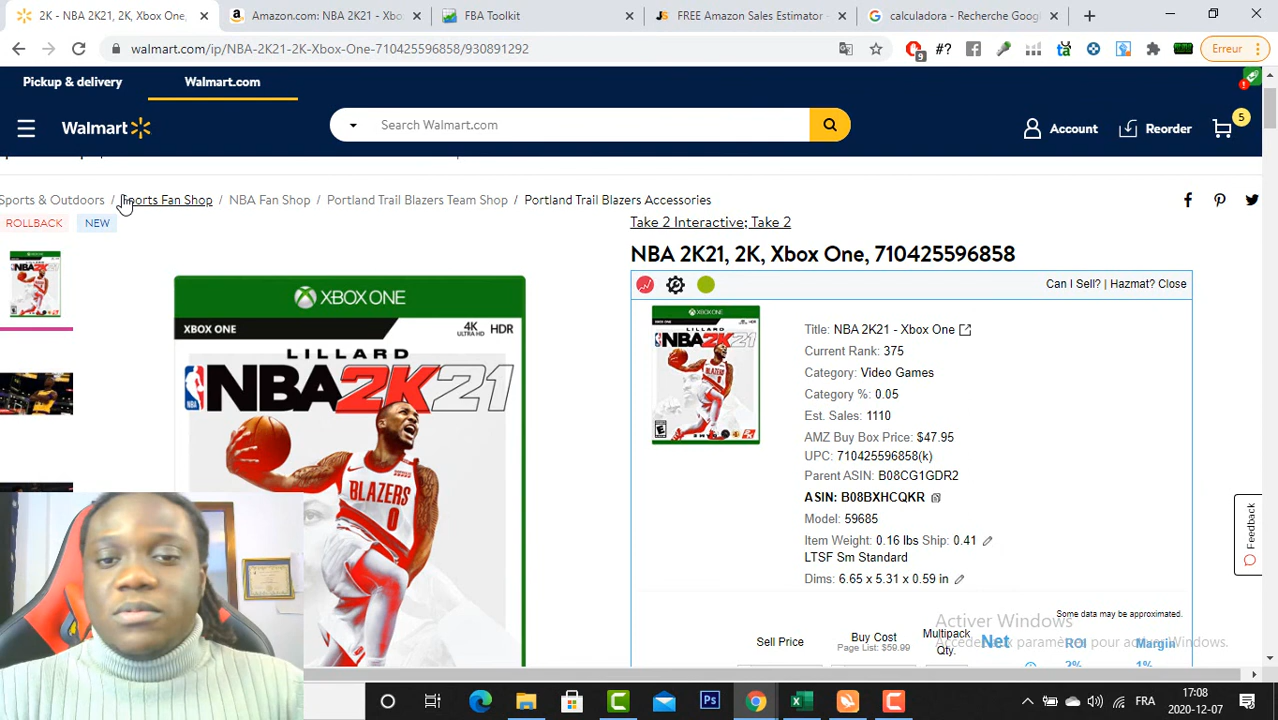 2K - NBA 2K21, 2K, Xbox One,
Amazon.com: NBA 2K21 - Xbo
FBA Toolkit
FREE Amazon Sales Estimator -
calculadora - Recherche Goog
walmart.com/ip/NBA-2K21-2K-Xbox-One-710425596858/930891292
9
#?
Erreur
Pickup & delivery
Walmart.com
Walmart
Search Walmart.com
Account
Reorder
5
Sports & Outdoors / Sports Fan Shop / NBA Fan Shop / Portland Trail Blazers Team Shop / Portland Trail Blazers Accessories
ROLLBACK
NEW
Take 2 Interactive; Take 2
NBA 2K21, 2K, Xbox One, 710425596858
Can I Sell? | Hazmat? Close
XBOX ONE
XBOX ONE
4K
ULTRA HD
HDR
LILLARD
NBA2K21
BLAZERS
0
Title: NBA 2K21 - Xbox One
Current Rank: 375
Category: Video Games
Category %: 0.05
Est. Sales: 1110
AMZ Buy Box Price: $47.95
UPC: 710425596858(k)
Parent ASIN: B08CG1GDR2
ASIN: B08BXHCQKR
Model: 59685
Item Weight: 0.16 lbs Ship: 0.41
LTSF Sm Standard
Dims: 6.65 x 5.31 x 0.59 in
Feedback
Some data may be approximated.
Activer Windows
Sell Price
Buy Cost
Page List: $59.99
Multipack
Qty.
Net
ROI
Margin
2%
1%
FRA
17:08
2020-12-07